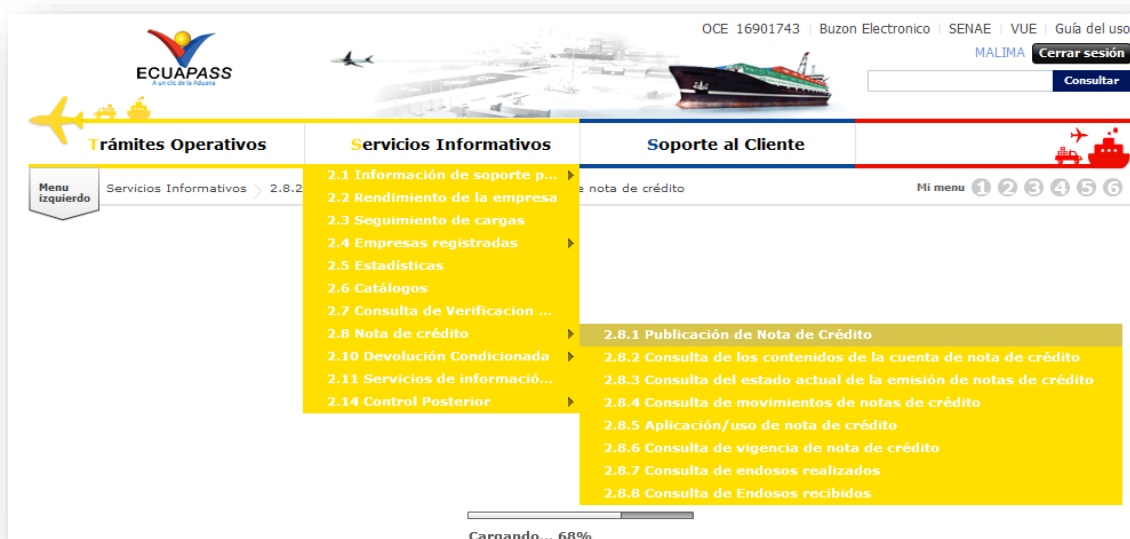 OCE 16901743 | Buzon Electronico | SENAE | VUE | Guía del uso
MALIMA Cerrar sesión
Consultar
ECUAPASS
A un clic de la Aduana
Trámites Operativos Servicios Informativos Soporte al Cliente
Menu izquierdo
Servicios Informativos > 2.8.2 nota de crédito
Mi menu 1 2 3 4 5 6
2.1 Información de soporte p...
2.2 Rendimiento de la empresa
2.3 Seguimiento de cargas
2.4 Empresas registradas
2.5 Estadísticas
2.6 Catálogos
2.7 Consulta de Verificacion ...
2.8 Nota de crédito
2.10 Devolución Condicionada
2.11 Servicios de informació...
2.14 Control Posterior
2.8.1 Publicación de Nota de Crédito
2.8.2 Consulta de los contenidos de la cuenta de nota de crédito
2.8.3 Consulta del estado actual de la emisión de notas de crédito
2.8.4 Consulta de movimientos de notas de crédito
2.8.5 Aplicación/uso de nota de crédito
2.8.6 Consulta de vigencia de nota de crédito
2.8.7 Consulta de endosos realizados
2.8.8 Consulta de Endosos recibidos
Cargando... 68%